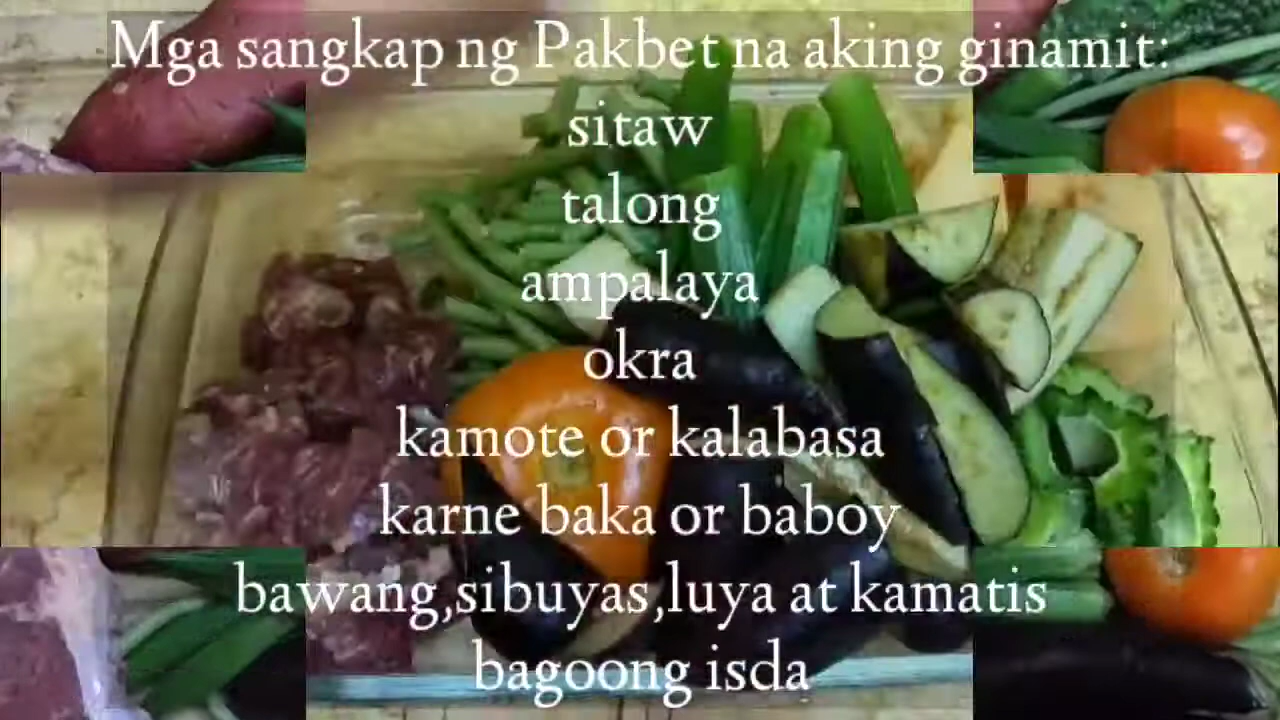 Mga sangkap ng Pakbet na aking ginamit:
sitaw
talong
ampalaya
okra
kamote or kalabasa
karne baka or baboy
bawang,sibuyas,luya at kamatis
bagoong isda